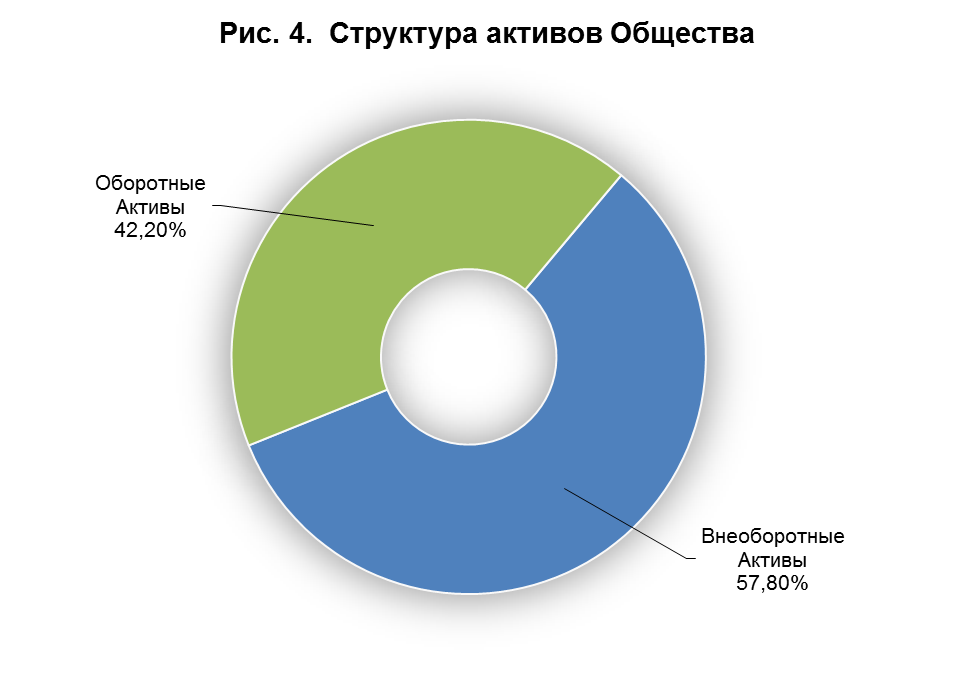 Рис. 4.  Структура активов Общества
Оборотные
Активы
42,20%
Внеоборотные
Активы
57,80%